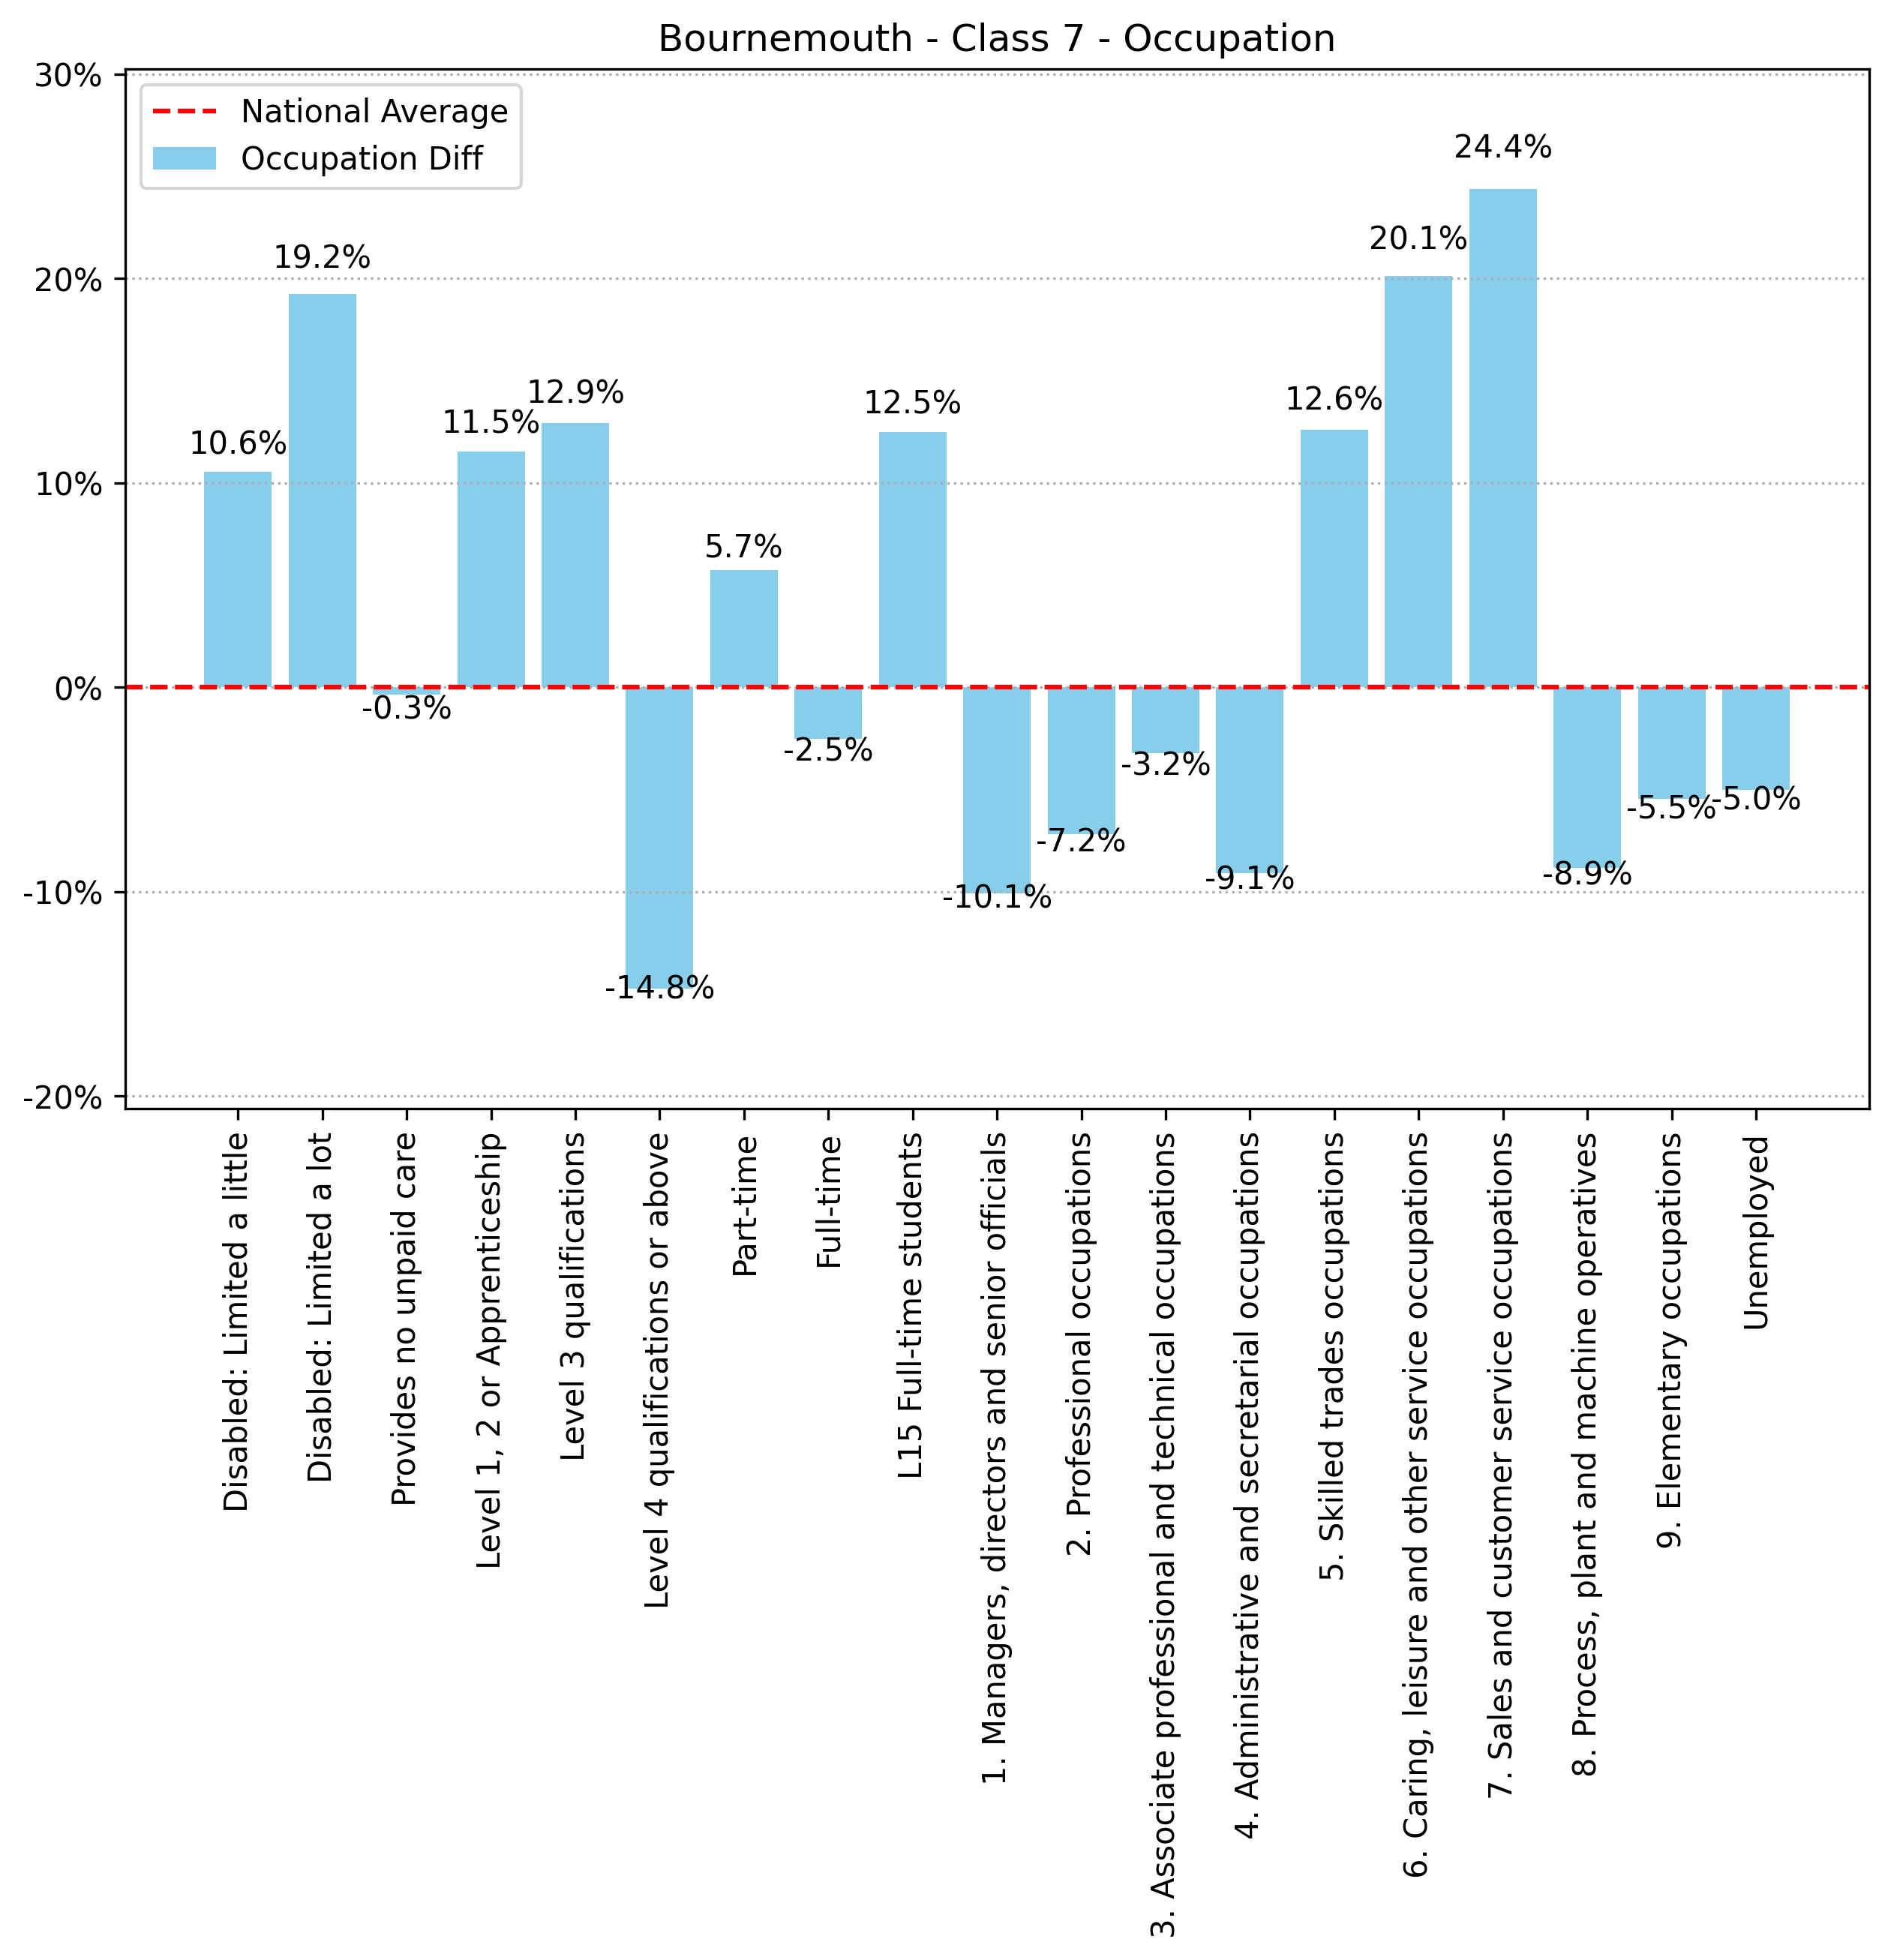 Bournemouth - Class 7 - Occupation
30%
20%
10%
0%
-10%
-20%
National Average
Occupation Diff
10.6%
19.2%
-0.3%
11.5%
12.9%
-14.8%
5.7%
-2.5%
12.5%
-10.1%
-7.2%
-3.2%
-9.1%
12.6%
20.1%
24.4%
-8.9%
-5.5%
-5.0%
Disabled: Limited a little
Disabled: Limited a lot
Provides no unpaid care
Level 1, 2 or Apprenticeship
Level 3 qualifications
Level 4 qualifications or above
Part-time
Full-time
L15 Full-time students
1. Managers, directors and senior officials
2. Professional occupations
3. Associate professional and technical occupations
4. Administrative and secretarial occupations
5. Skilled trades occupations
6. Caring, leisure and other service occupations
7. Sales and customer service occupations
8. Process, plant and machine operatives
9. Elementary occupations
Unemployed